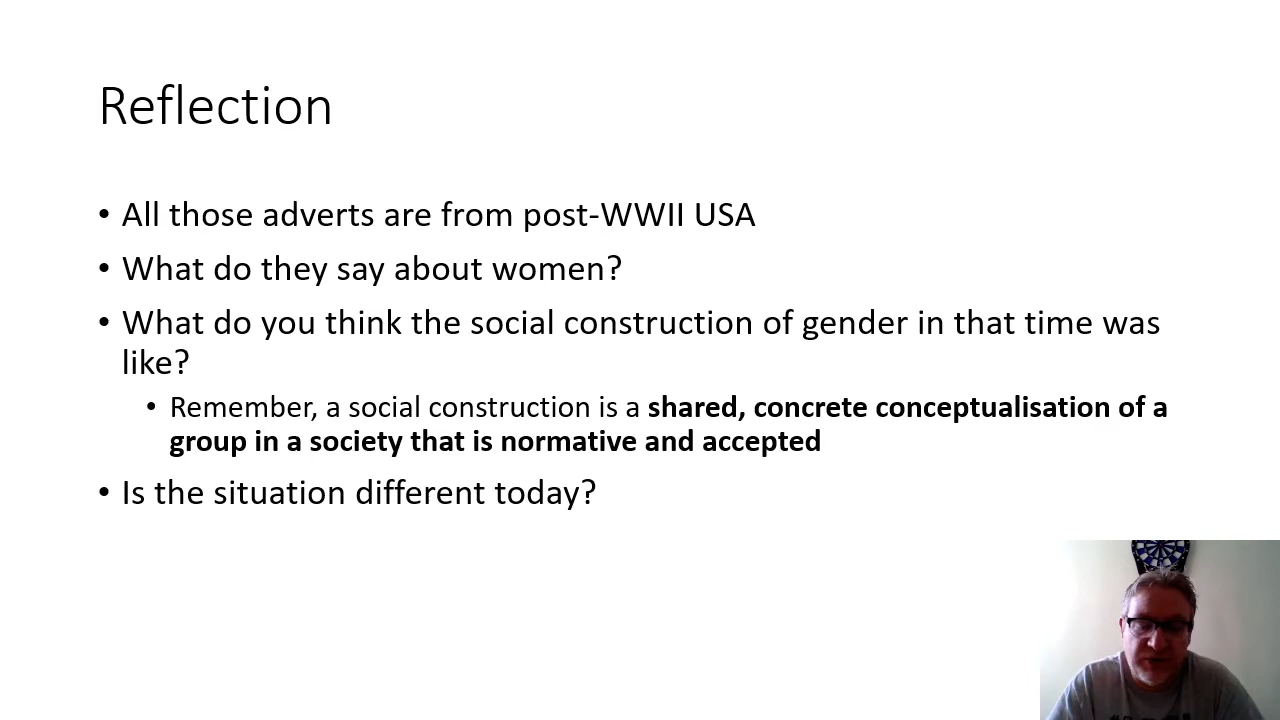 Reflection
• All those adverts are from post-WWII USA
• What do they say about women?
• What do you think the social construction of gender in that time was
like?
• Remember, a social construction is a shared, concrete conceptualisation of a
group in a society that is normative and accepted
• Is the situation different today?